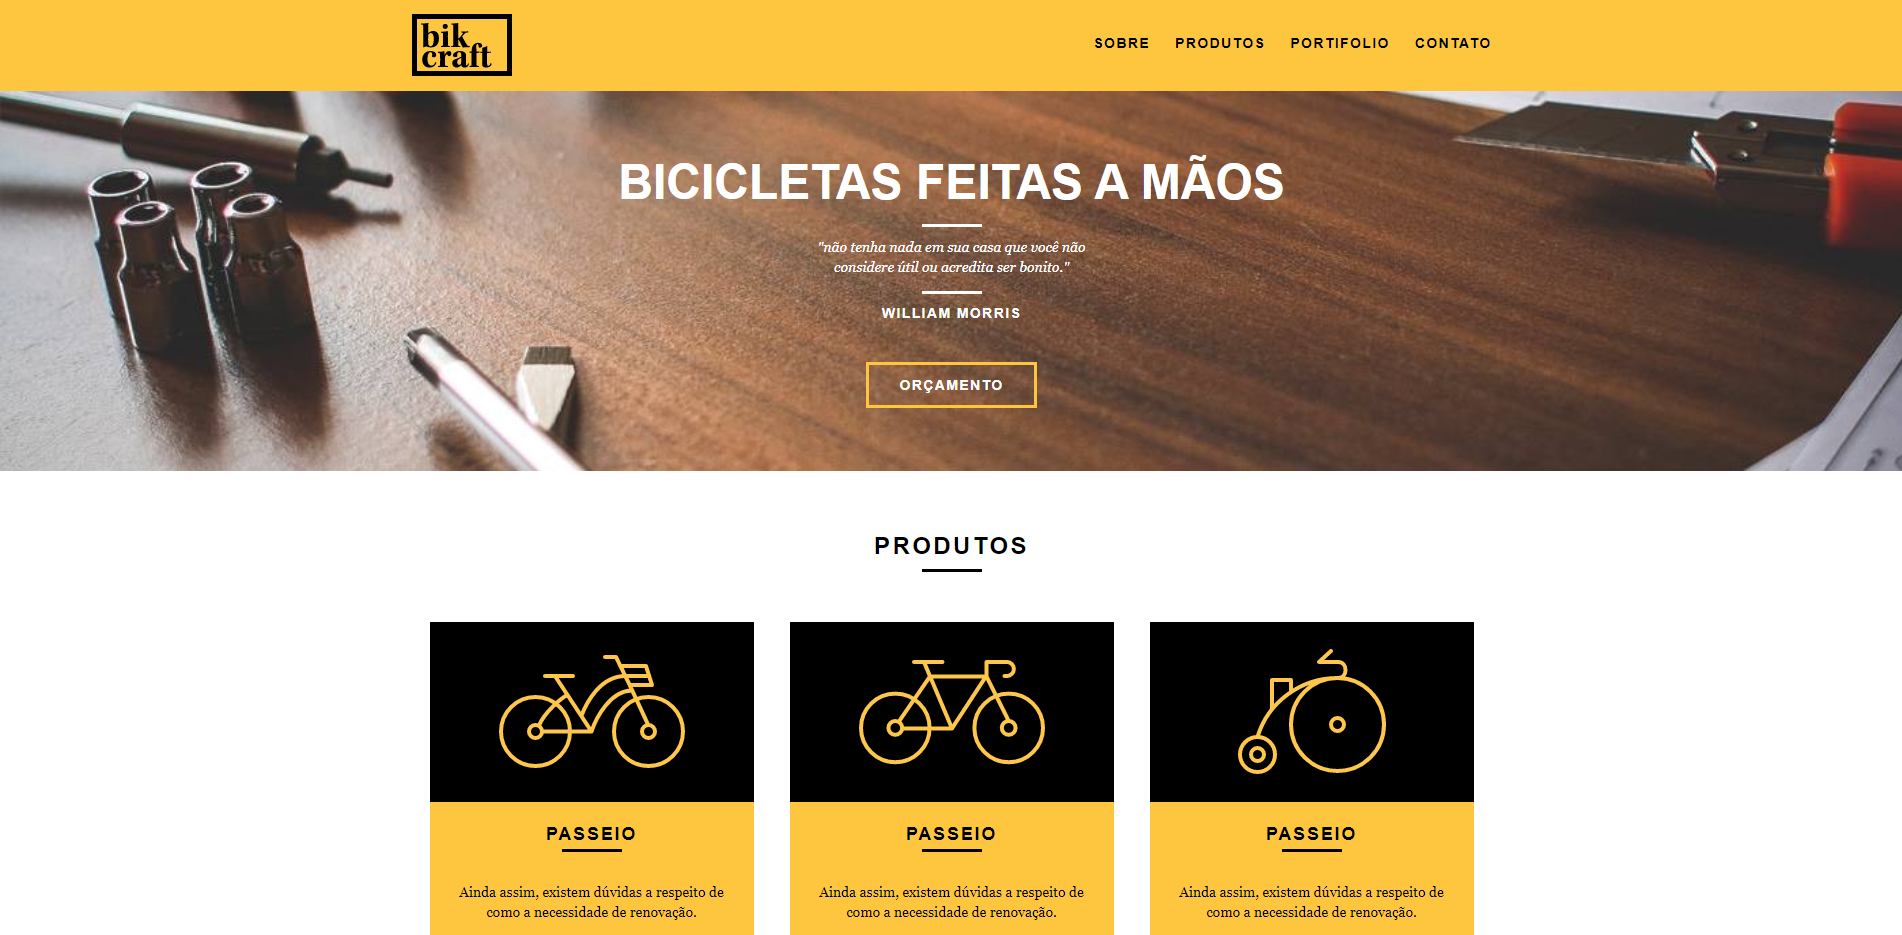 bik
craft
SOBRE PRODUTOS PORTIFOLIO CONTATO
BICICLETAS FEITAS A MÃOS
"não tenha nada em sua casa que você não
considere útil ou acredita ser bonito."
WILLIAM MORRIS
ORÇAMENTO
PRODUTOS
PASSEIO
Ainda assim, existem dúvidas a respeito de
como a necessidade de renovação.
PASSEIO
Ainda assim, existem dúvidas a respeito de
como a necessidade de renovação.
PASSEIO
Ainda assim, existem dúvidas a respeito de
como a necessidade de renovação.